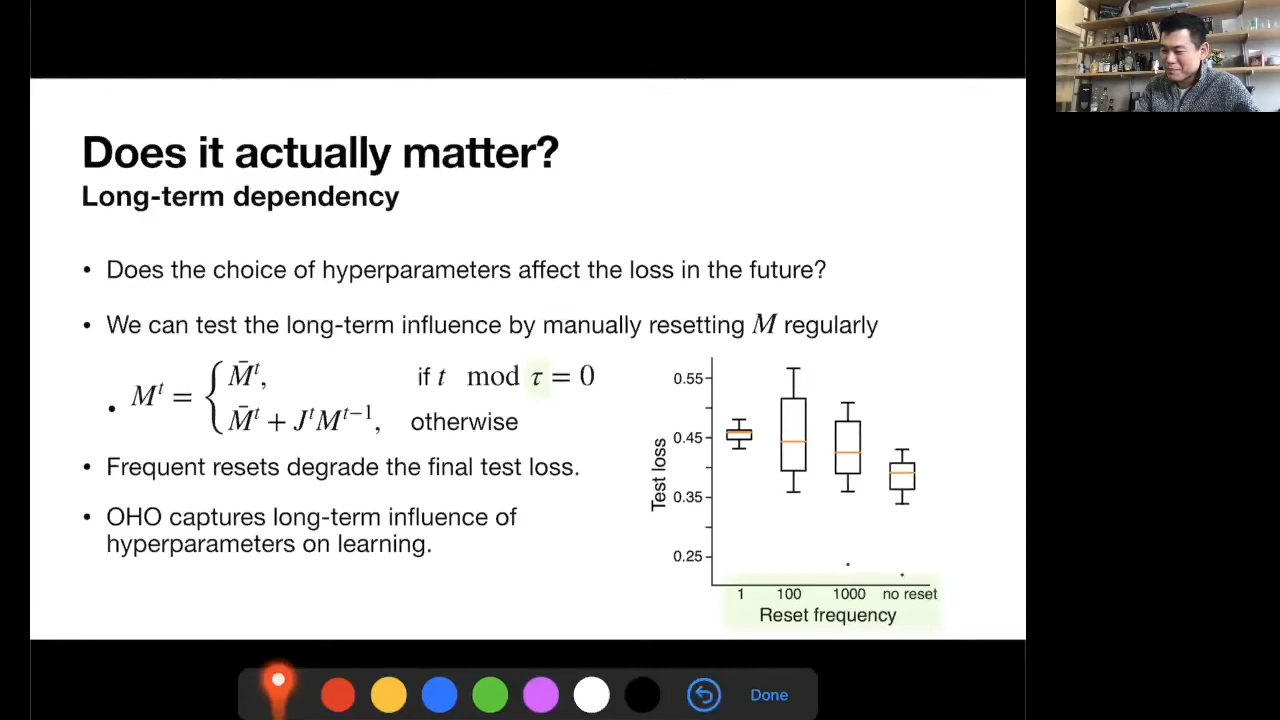 Does it actually matter?
Long-term dependency
• Does the choice of hyperparameters affect the loss in the future?
• We can test the long-term influence by manually resetting M regularly
• Mᵗ = { M̄ᵗ, if t mod τ = 0
M̄ᵗ + JᵗMᵗ⁻¹, otherwise
• Frequent resets degrade the final test loss.
• OHO captures long-term influence of
hyperparameters on learning.
Test loss
0.55
0.45
0.35
0.25
1 100 1000 no reset
Reset frequency
Done